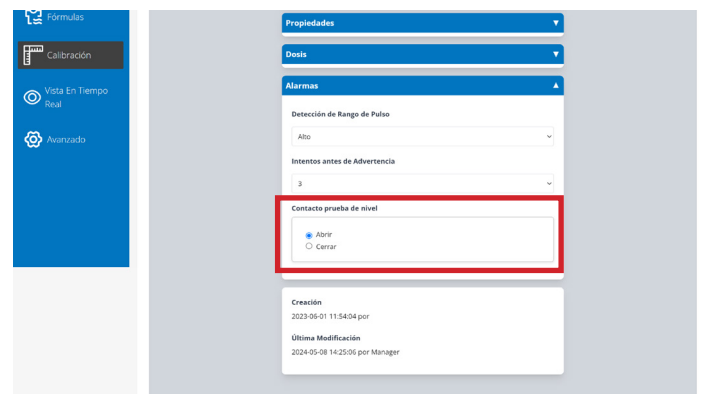 Fórmulas
Calibración
Vista En Tiempo
Real
Avanzado
Propiedades
Dosis
Alarmas
Detección de Rango de Pulso
Alto
Intentos antes de Advertencia
3
Contacto prueba de nivel
Abrir
Cerrar
Creación
2023-06-01 11:54:04 por
Última Modificación
2024-05-08 14:25:06 por Manager